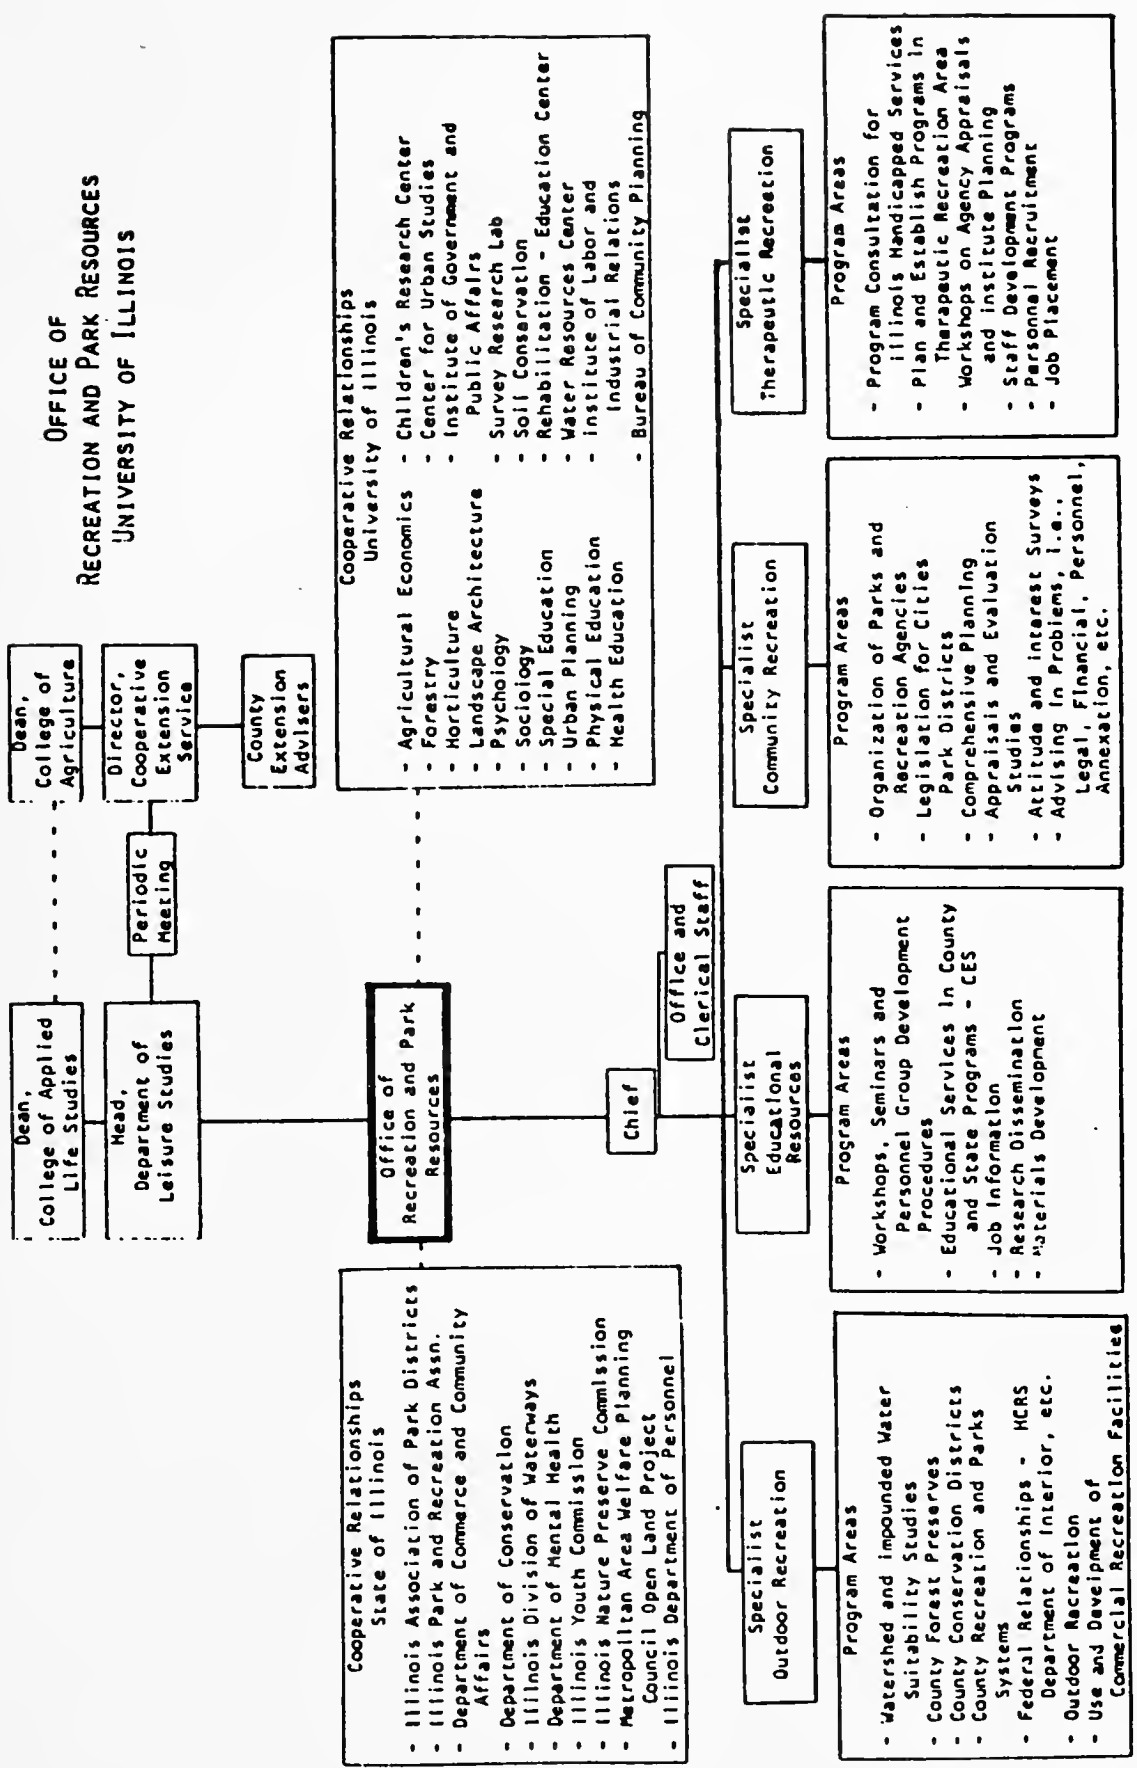 OFFICE OF
RECREATION AND PARK RESOURCES
UNIVERSITY OF ILLINOIS
Dean,
College of Applied
Life Studies
Dean,
College of
Agriculture
Head,
Department of
Leisure Studies
Periodic
Meeting
Director,
Cooperative
Extension
Service
County
Extension
Advisers
Cooperative Relationships
State of Illinois
- Illinois Association of Park Districts
- Illinois Park and Recreation Assn.
- Department of Commerce and Community
Affairs
- Department of Conservation
- Illinois Division of Waterways
- Department of Mental Health
- Illinois Youth Commission
- Illinois Nature Preserve Commission
- Metropolitan Area Welfare Planning
Council Open Land Project
- Illinois Department of Personnel
Office of
Recreation and Park
Resources
Cooperative Relationships
University of Illinois
- Agricultural Economics
- Forestry
- Horticulture
- Landscape Architecture
- Psychology
- Sociology
- Special Education
- Urban Planning
- Physical Education
- Health Education
- Children's Research Center
- Center for Urban Studies
- Institute of Government and
Public Affairs
- Survey Research Lab
- Soil Conservation
- Rehabilitation - Education Center
- Water Resources Center
- Institute of Labor and
Industrial Relations
- Bureau of Community Planning
Chief
Office and
Clerical Staff
Specialist
Outdoor Recreation
Program Areas
- Watershed and Impounded Water
Suitability Studies
- County Forest Preserves
- County Conservation Districts
- County Recreation and Parks
Systems
- Federal Relationships - HCRS
Department of Interior, etc.
- Outdoor Racreation
- Use and Develpment of
Commercial Recreation Facilities
Specialist
Educational
Resources
Program Areas
- Workshops, Seminars and
Personnel Group Development
Procedures
- Educational Services in County
and State Programs - CES
- Job Information
- Research Dissemination
- Materials Development
Specialist
Community Recreation
Program Areas
- Organization of Parks and
Recreation Agencies
- Legislation for Cities
Park Districts
- Comprehensive Planning
- Appraisals and Evaluation
Studies
- Attitude and Interest Surveys
- Advising in Problems, i.e.,
Legal, Financial, Personnel,
Annexation, etc.
Specialist
Therapeutic Recreation
Program Areas
- Program Consultation for
Illinois Handicapped Services
- Plan and Establish Programs in
Therapeutic Recreation Area
- Workshops on Agency Appraisals
and institute Planning
- Staff Development Programs
- Personnal Recruitment
- Job Placement